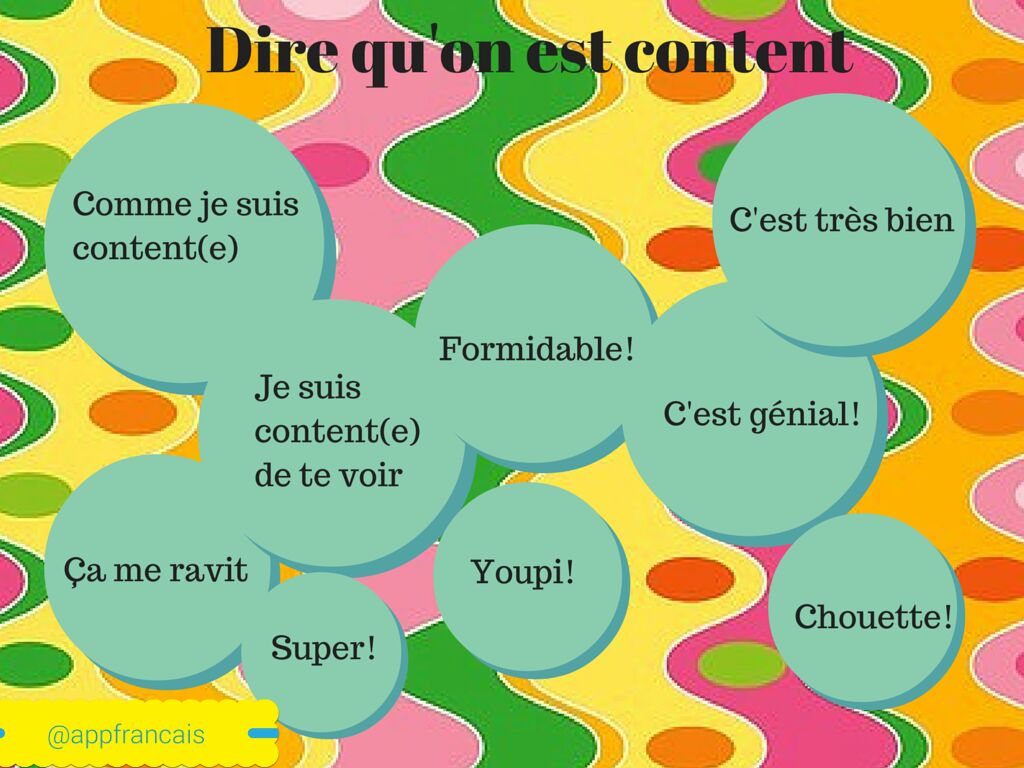 Dire qu'on est content
Comme je suis
content(e)
C'est très bien
Formidable!
Je suis
content(e)
de te voir
C'est génial!
Ça me ravit
Youpi!
Chouette!
Super!
@appfrancais